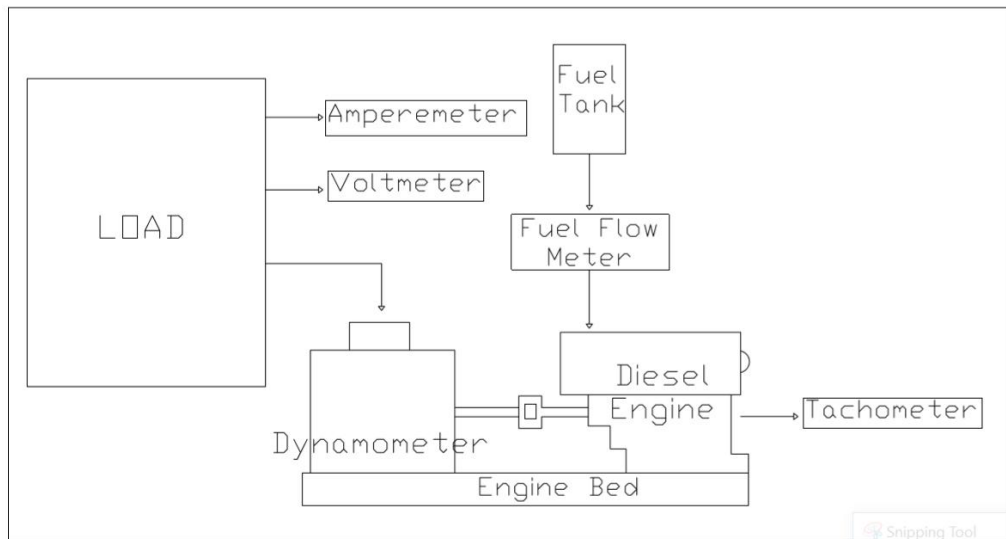 Fuel
Tank
Amperemeter
Voltmeter
LOAD
Fuel Flow
Meter
Diesel
Engine
Tachometer
Dynamometer
Engine Bed
Snipping Tool